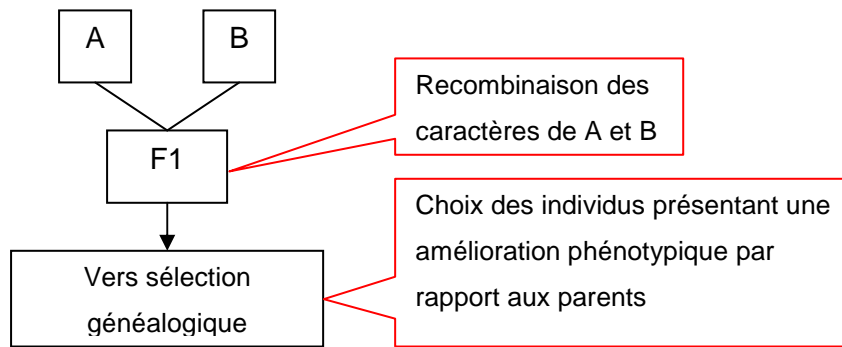 A
B
Recombinaison des
caractères de A et B
F1
Choix des individus présentant une
amélioration phénotypique par
rapport aux parents
Vers sélection
généalogique